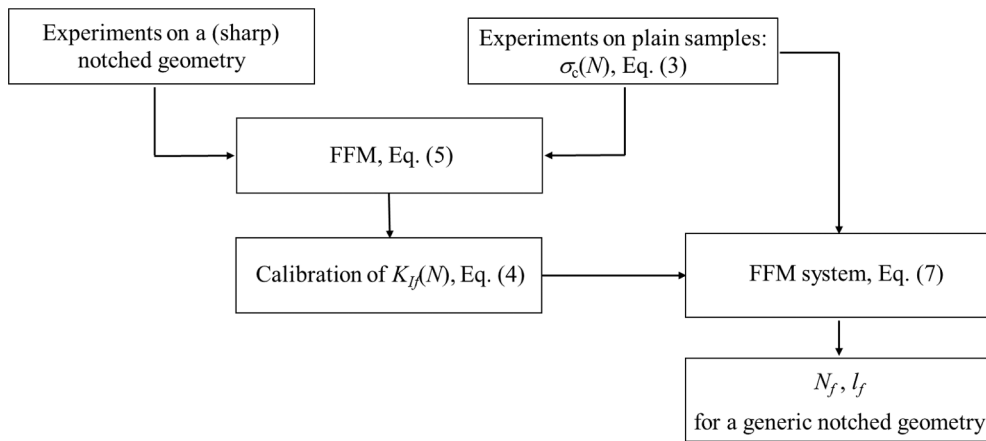 Experiments on a (sharp)
notched geometry
Experiments on plain samples:
σc(N), Eq. (3)
FFM, Eq. (5)
Calibration of KIf(N), Eq. (4)
FFM system, Eq. (7)
Nf , lf
for a generic notched geometry